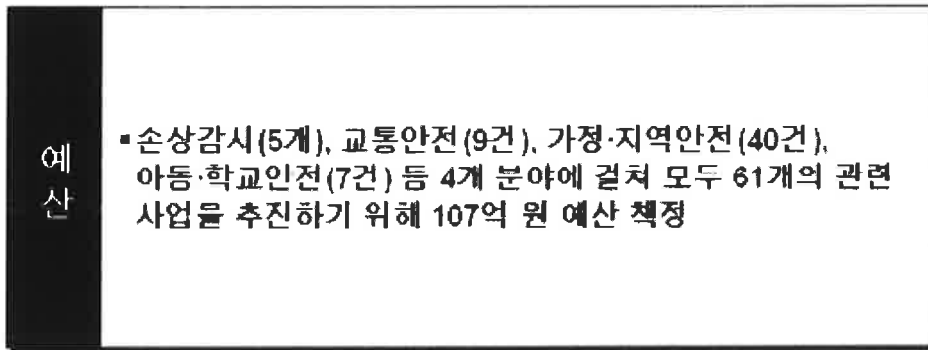 예
산
▪손상감시(5개), 교통안전(9건), 가정·지역안전(40건),
아동·학교안전(7건) 등 4개 분야에 걸쳐 모두 61개의 관련
사업을 추진하기 위해 107억 원 예산 책정